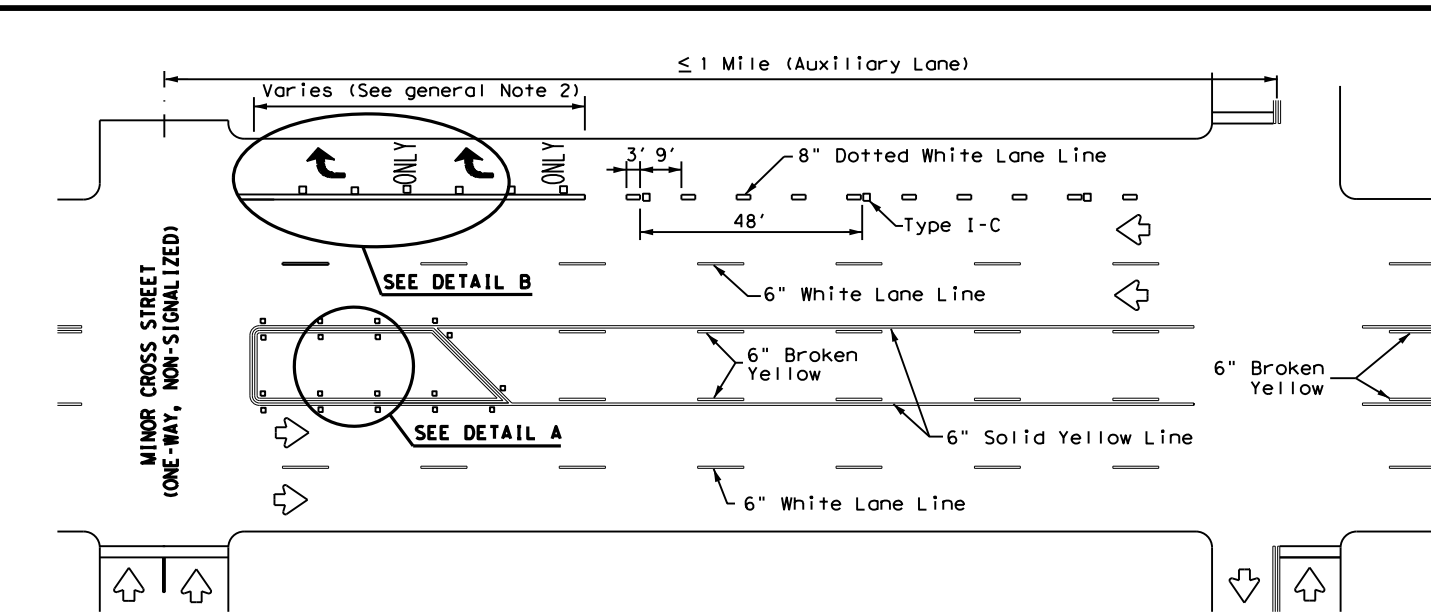 ≤ 1 Mile (Auxiliary Lane)
Varies (See general Note 2)
ONLY
ONLY
3' 9'
8" Dotted White Lane Line
48'
Type I-C
SEE DETAIL B
6" White Lane Line
MINOR CROSS STREET
(ONE-WAY, NON-SIGNALIZED)
6" Broken
Yellow
6" Broken
Yellow
SEE DETAIL A
6" Solid Yellow Line
6" White Lane Line